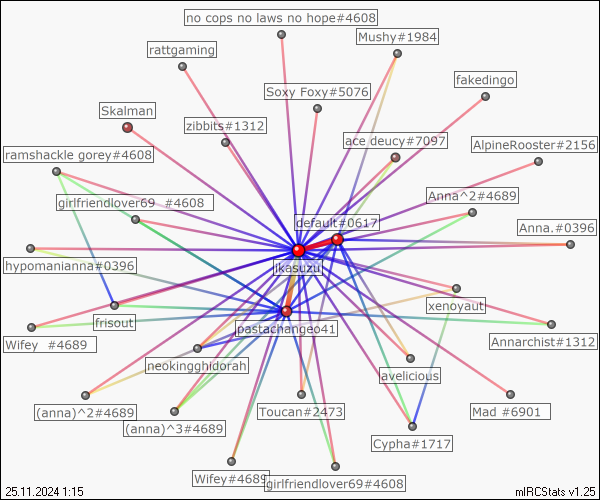 no cops no laws no hope#4608
Mushy#1984
rattgaming
fakedingo
Soxy Foxy#5076
Skalman
zibbits#1312
ace deucy#7097
AlpineRooster#2156
ramshackle gorey#4608
Anna^2#4689
girlfriendlover69 #4608
default#0617
Anna.#0396
hypomanianna#0396
jkasuzu
xenoyaut
frisout
pastachangeo41
Annarchist#1312
Wifey #4689
neokingghidorah
lavelicious
(anna)^2#4689
Toucan#2473
Mad #6901
(anna)^3#4689
Cypha#1717
Wifey#4689
girlfriendlover69#4608
25.11.2024 1:15
mIRCStats v1.25